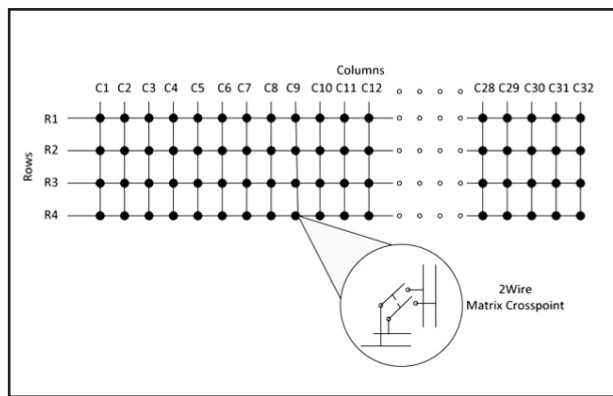 Columns
C1 C2 C3 C4 C5 C6 C7 C8 C9 C10 C11 C12 C28 C29 C30 C31 C32
Rows
R1
R2
R3
R4
2Wire
Matrix Crosspoint